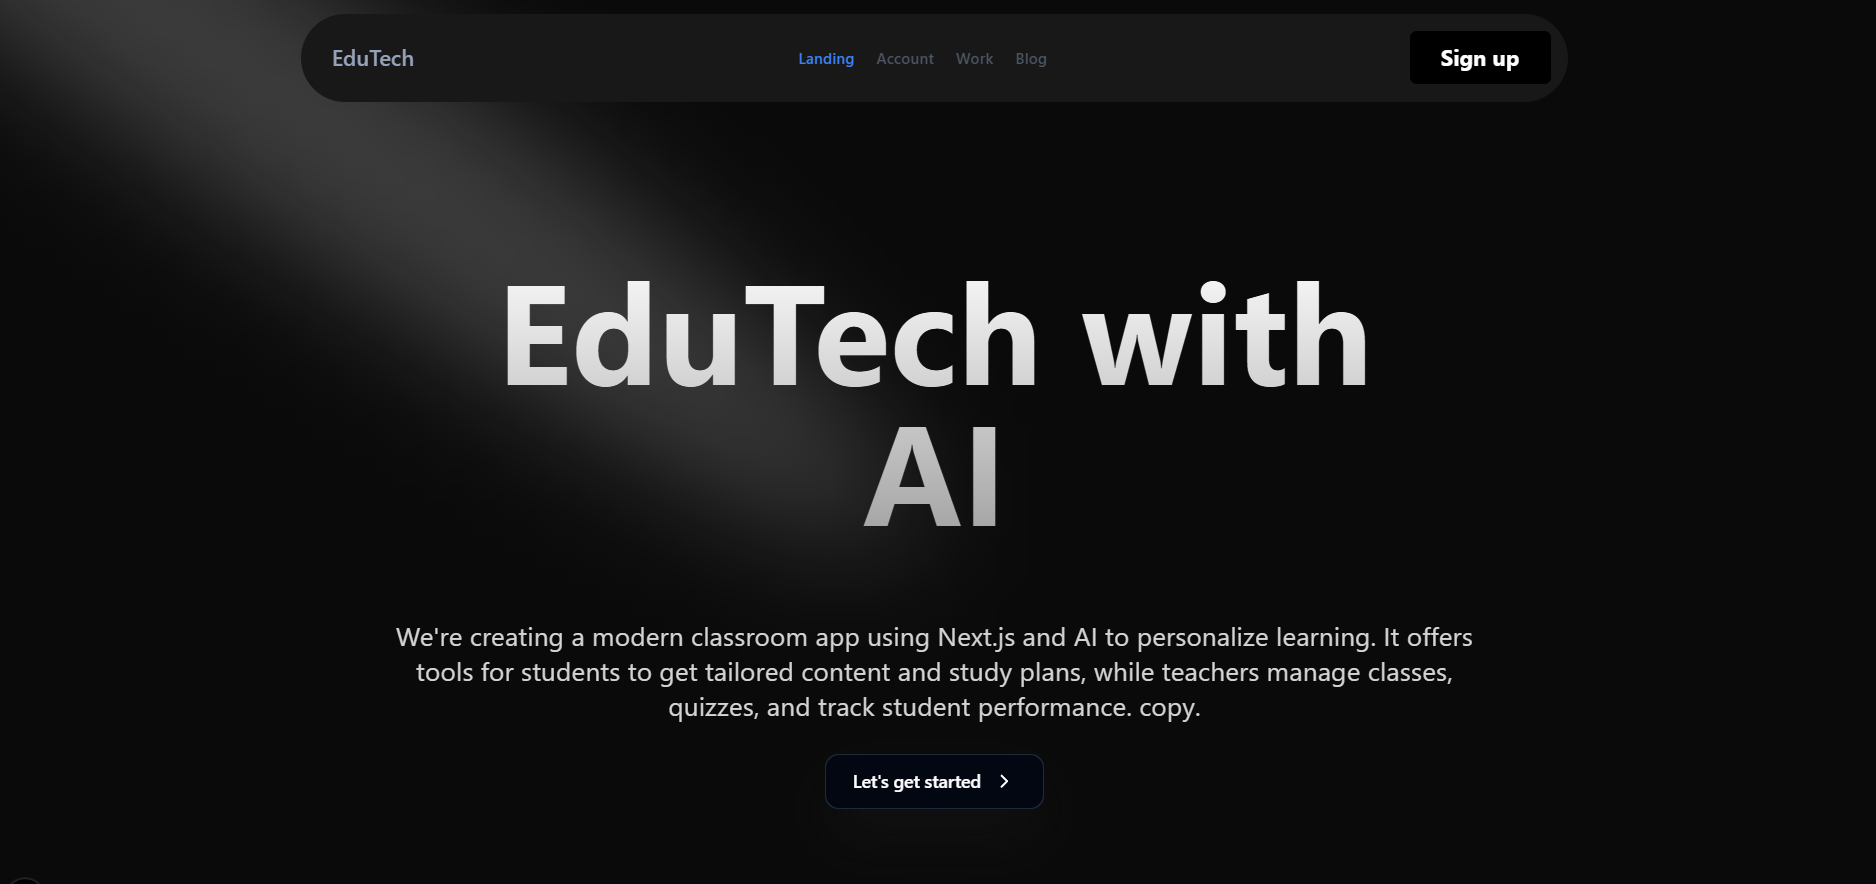 EduTech
Landing Account Work Blog
Sign up
EduTech with
AI
We're creating a modern classroom app using Next.js and AI to personalize learning. It offers
tools for students to get tailored content and study plans, while teachers manage classes,
quizzes, and track student performance. copy.
Let's get started